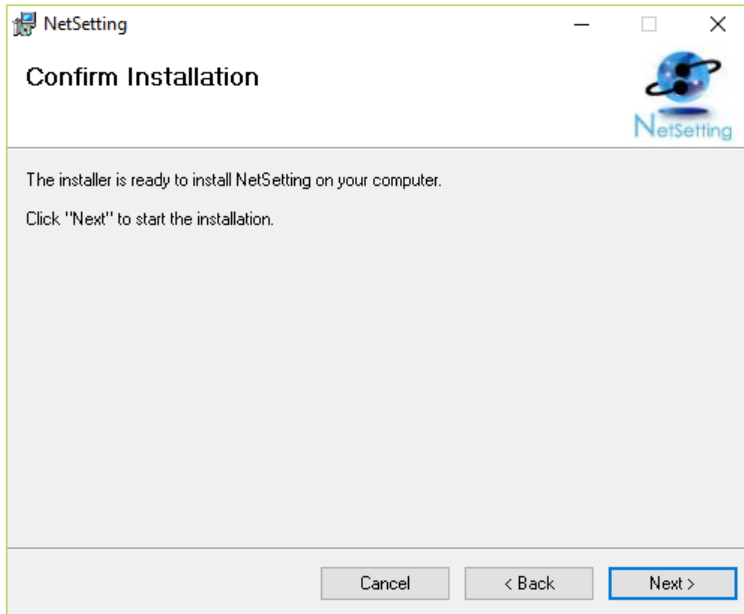 NetSetting
Confirm Installation
NetSetting
The installer is ready to install NetSetting on your computer.
Click "Next" to start the installation.
Cancel
< Back
Next >